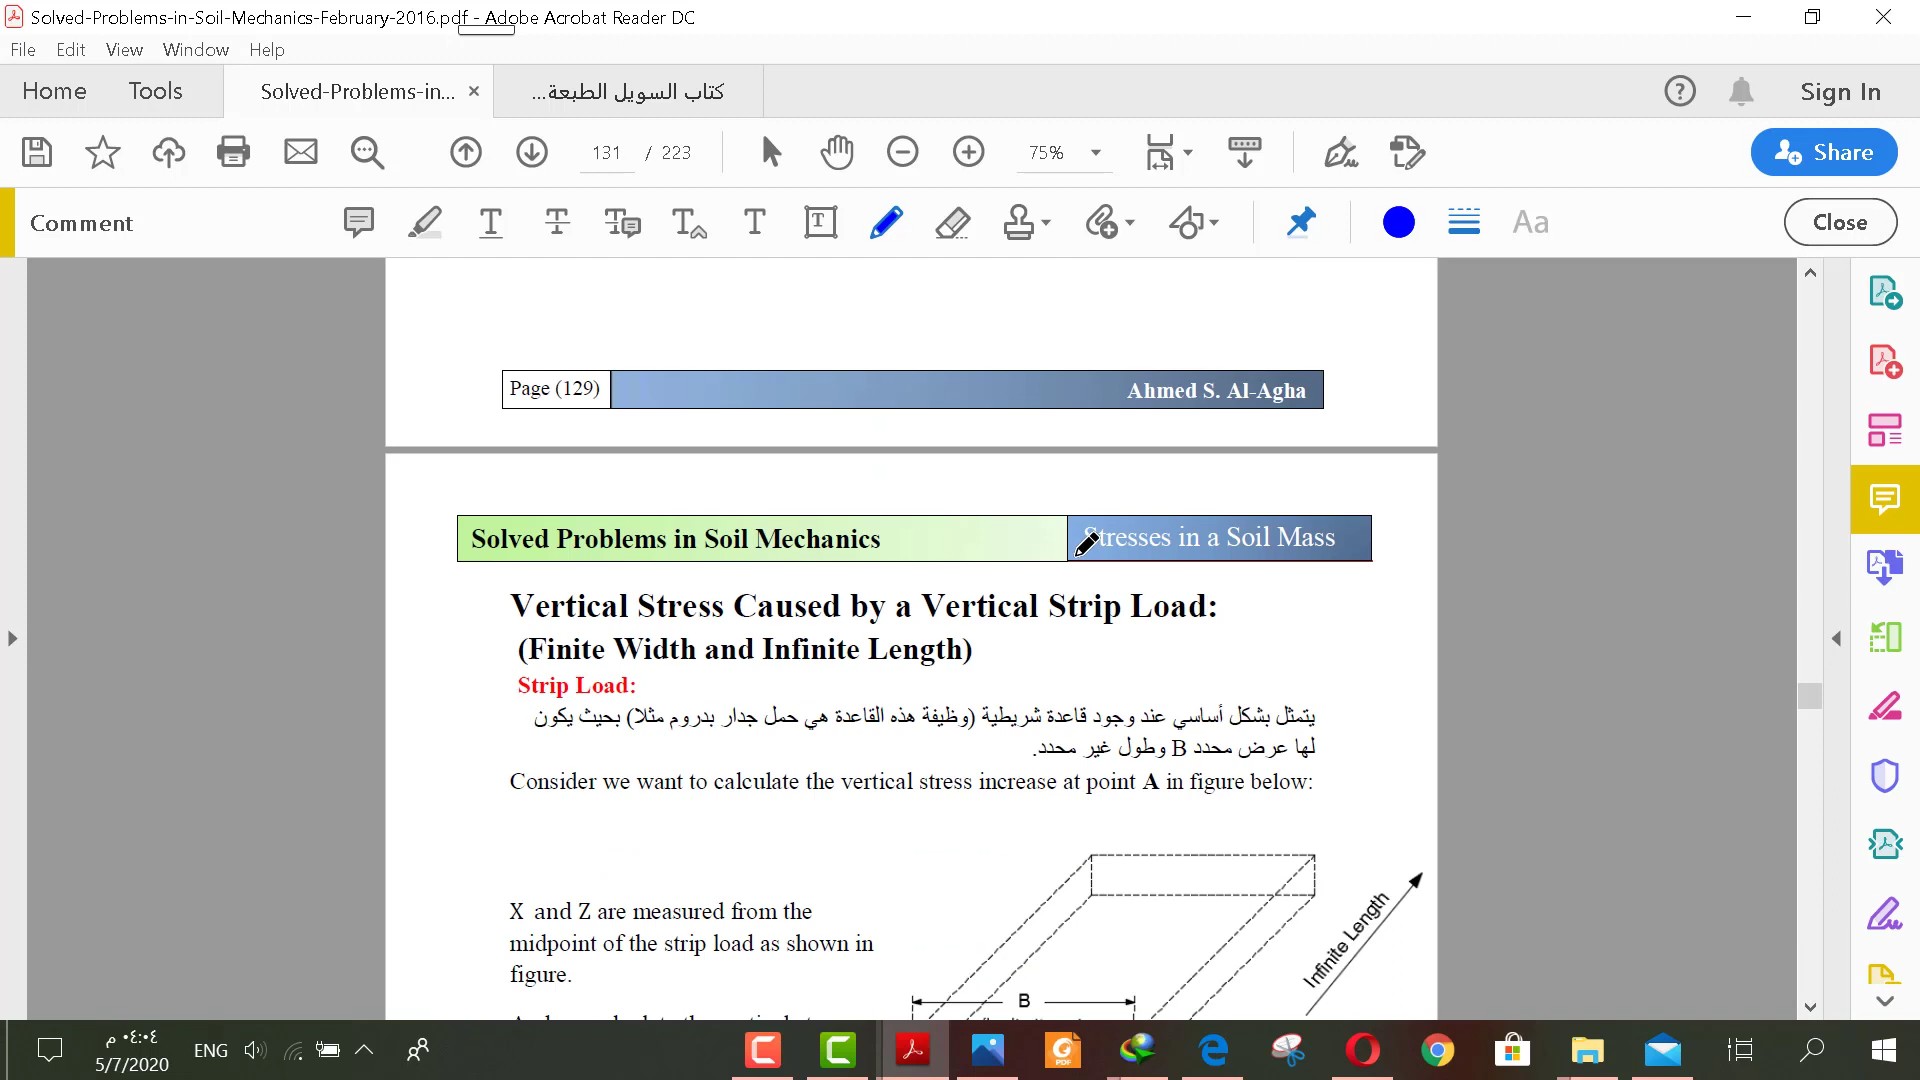 Solved-Problems-in-Soil-Mechanics-February-2016.pdf - Adobe Acrobat Reader DC
File Edit View Window Help
Home Tools Solved-Problems-in... كتاب السويل الطبعة... Sign In
131 / 223 75% Share
Comment Aa Close
Page (129) Ahmed S. Al-Agha
Solved Problems in Soil Mechanics Stresses in a Soil Mass
Vertical Stress Caused by a Vertical Strip Load:
(Finite Width and Infinite Length)
Strip Load:
يتمثل بشكل أساسي عند وجود قاعدة شريطية (وظيفة هذه القاعدة هي حمل جدار بدروم مثلا) بحيث يكون
لها عرض محدد B وطول غير محدد.
Consider we want to calculate the vertical stress increase at point A in figure below:
X and Z are measured from the
midpoint of the strip load as shown in
figure.
Infinite Length
B
ENG
م ٠٤:٠٤
5/7/2020